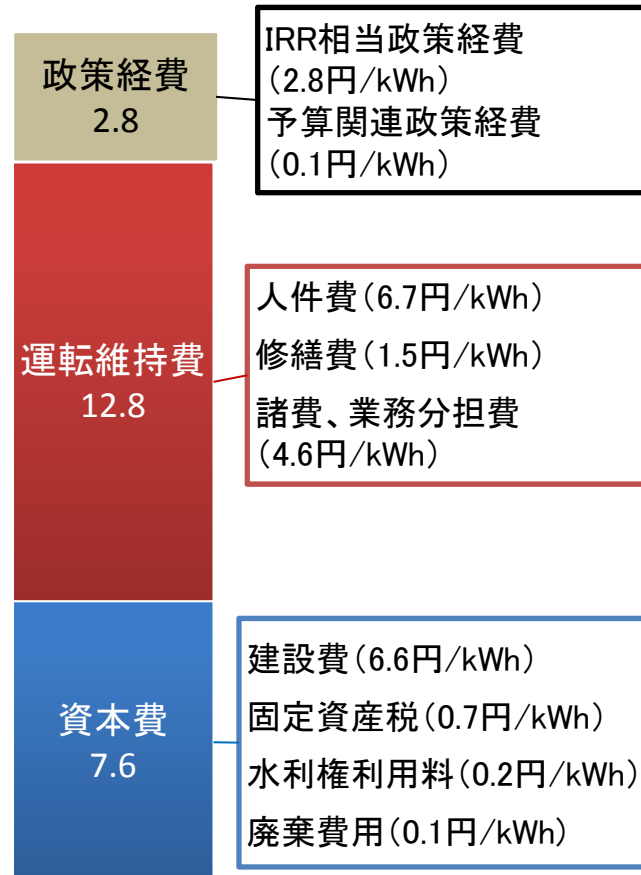 政策経費
2.8
IRR相当政策経費
(2.8円/kWh)
予算関連政策経費
(0.1円/kWh)
運転維持費
12.8
人件費(6.7円/kWh)
修繕費(1.5円/kWh)
諸費、業務分担費
(4.6円/kWh)
資本費
7.6
建設費(6.6円/kWh)
固定資産税(0.7円/kWh)
水利権利用料(0.2円/kWh)
廃棄費用(0.1円/kWh)